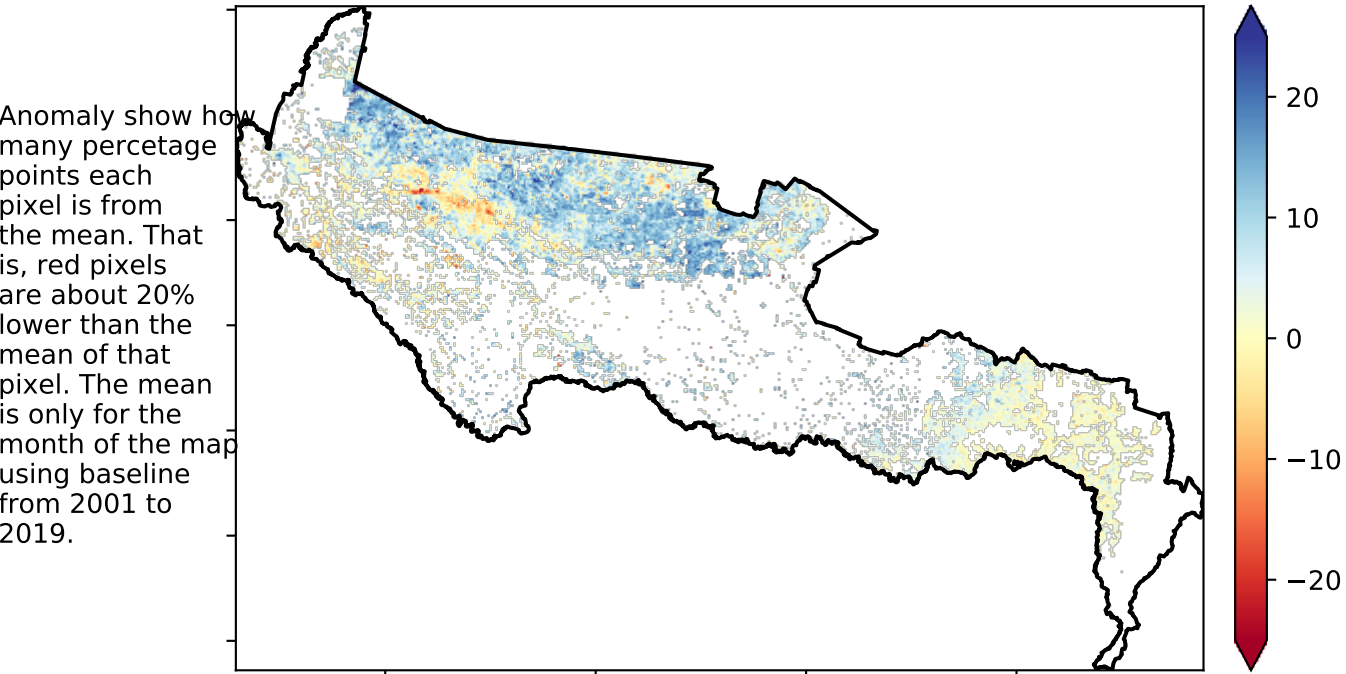 Anomaly show how
many percetage
points each
pixel is from
the mean. That
is, red pixels
are about 20%
lower than the
mean of that
pixel. The mean
is only for the
month of the map
using baseline
from 2001 to
2019.
20
10
0
−10
−20